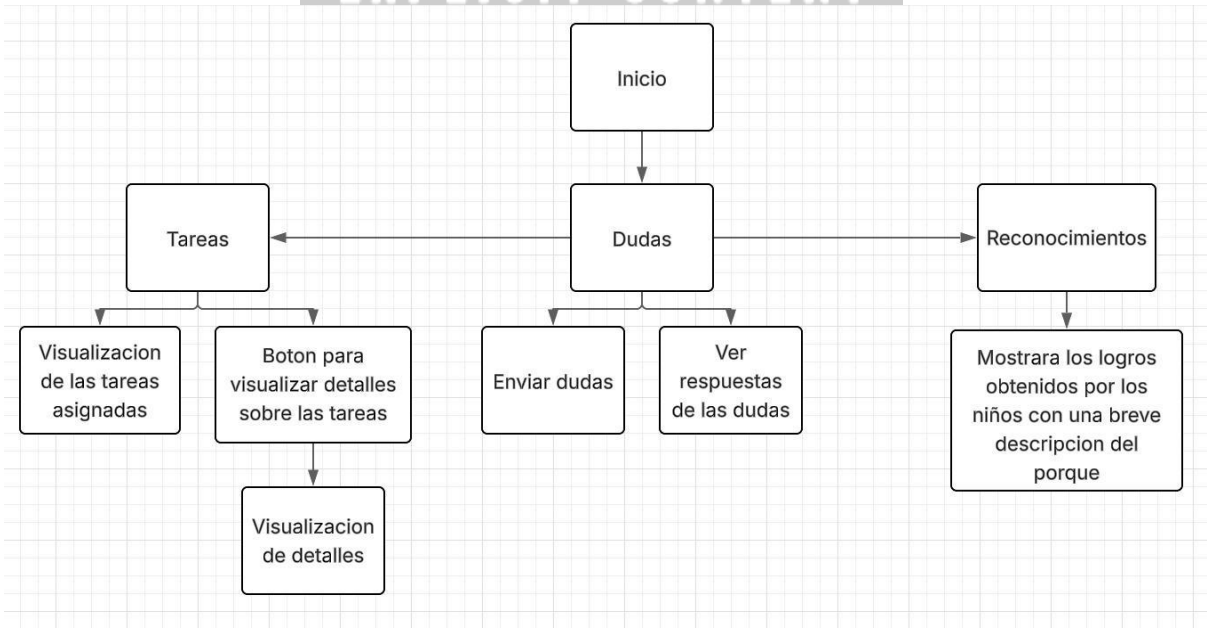 Inicio
Tareas
Dudas
Reconocimientos
Visualizacion
de las tareas
asignadas
Boton para
visualizar detalles
sobre las tareas
Enviar dudas
Ver
respuestas
de las dudas
Mostrara los logros
obtenidos por los
niños con una breve
descripcion del
porque
Visualizacion
de detalles